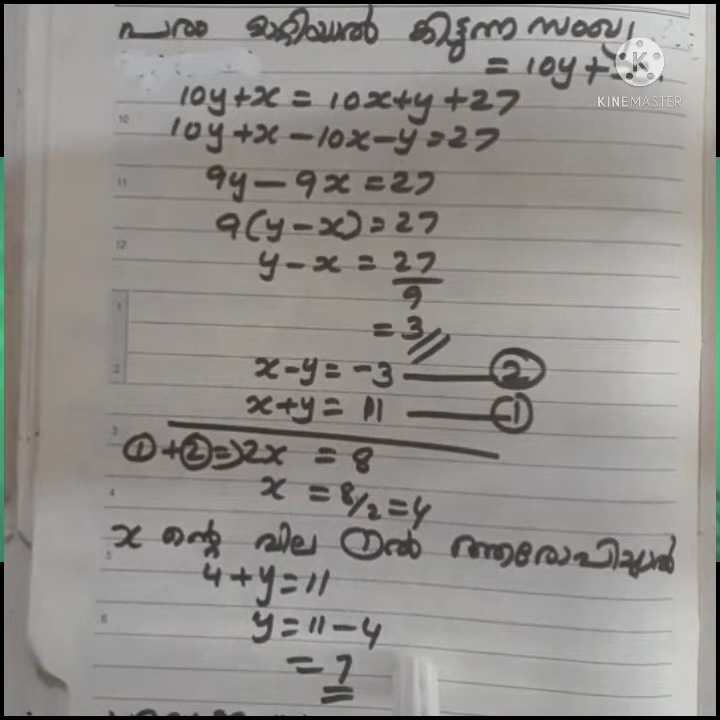 പരം മാറ്റിയാൽ കിട്ടുന്ന സംഖ്യ
= 10y +
KINEMASTER
10y+x = 10x+y+27
10y+x-10x-y=27
9y-9x=27
9(y-x)=27
y-x = 27/9
= 3
x-y=-3 ②
x+y = 11 ①
①+②⇒2x = 8
x = 8/2=4
x ന്റെ വില ①ൽ
4+y=11
y=11-4
=7